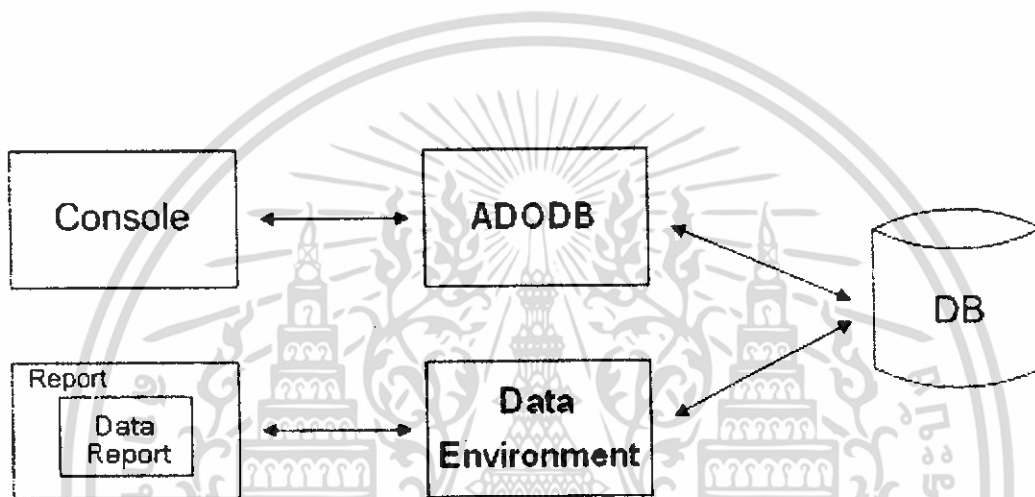 Console
ADODB
DB
Report
Data
Report
Data
Environment